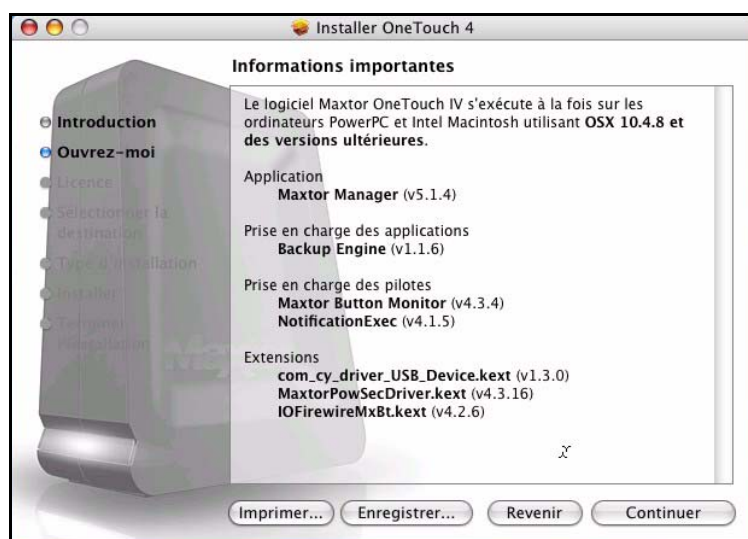 Installer OneTouch 4
Informations importantes
Introduction
Ouvrez-moi
Licence
Sélectionner la
destination
Type d'installation
Installer
Terminer
l'installation
Le logiciel Maxtor OneTouch IV s'exécute à la fois sur les
ordinateurs PowerPC et Intel Macintosh utilisant OSX 10.4.8 et
des versions ultérieures.
Application
Maxtor Manager (v5.1.4)
Prise en charge des applications
Backup Engine (v1.1.6)
Prise en charge des pilotes
Maxtor Button Monitor (v4.3.4)
NotificationExec (v4.1.5)
Extensions
com_cy_driver_USB_Device.kext (v1.3.0)
MaxtorPowSecDriver.kext (v4.3.16)
IOFirewireMxBt.kext (v4.2.6)
Imprimer... Enregistrer... Revenir Continuer